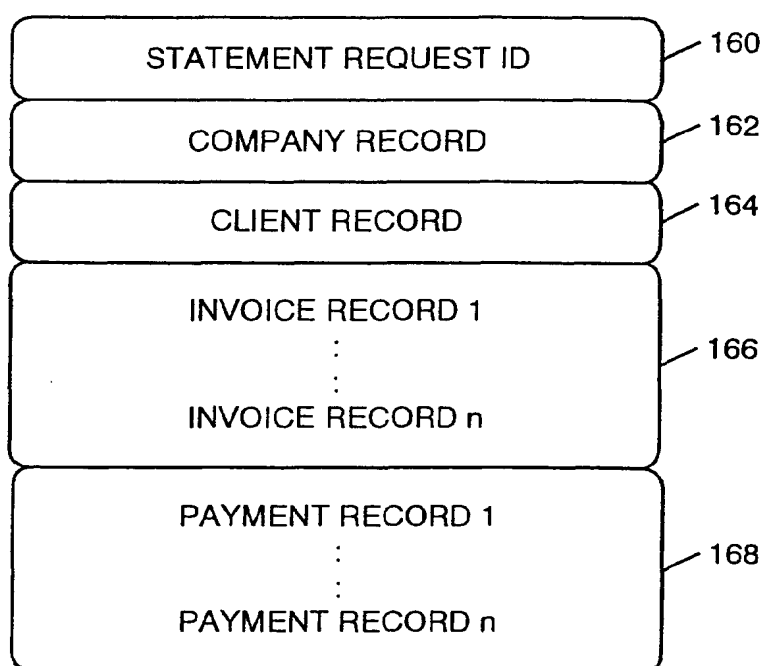 STATEMENT REQUEST ID 160
COMPANY RECORD 162
CLIENT RECORD 164
INVOICE RECORD 1
166
INVOICE RECORD n
PAYMENT RECORD 1
168
PAYMENT RECORD n